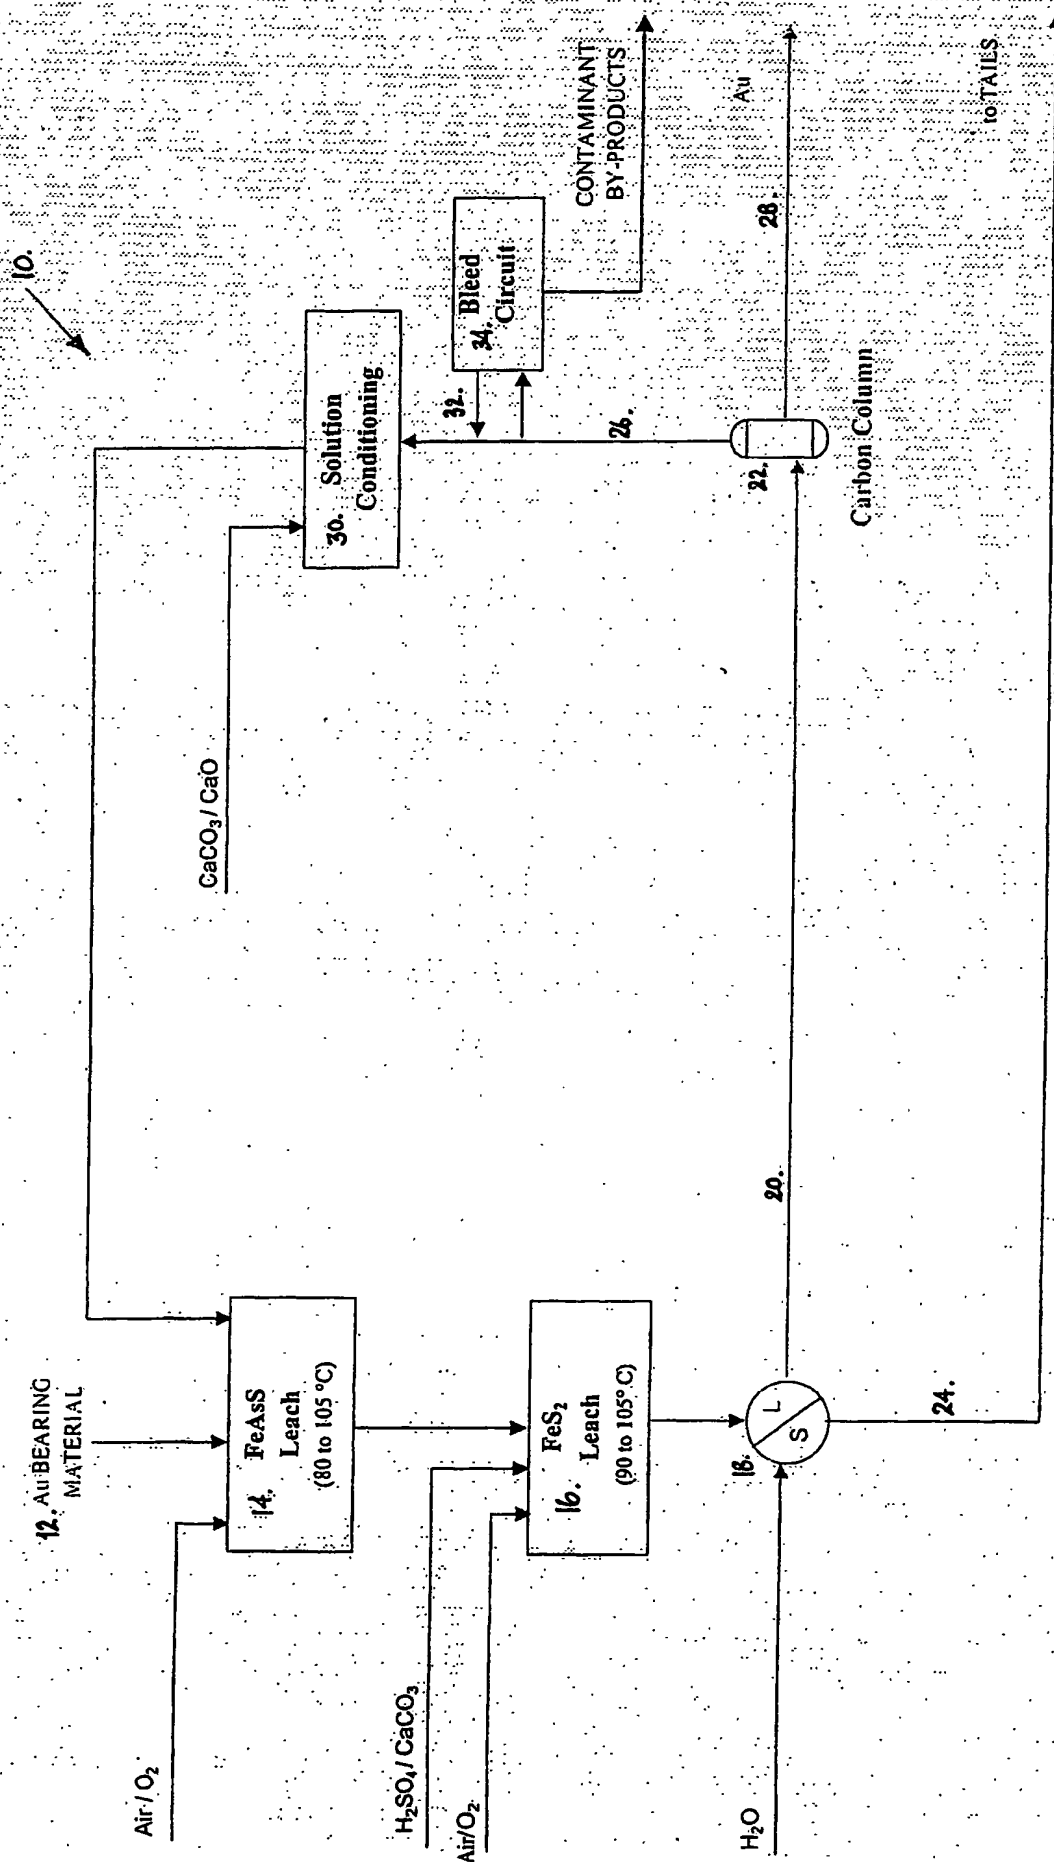 10.
12. Au BEARING
MATERIAL
Air / O₂
14. FeAsS
Leach
(80 to 105 °C)
CaCO₃ / CaO
30. Solution
Conditioning
32.
34. Bleed
Circuit
CONTAMINANT
BY-PRODUCTS
H₂SO₄ / CaCO₃
Air/O₂
FeS₂
16. Leach
(90 to 105° C)
26.
H₂O
18.
S
L
20.
22.
Carbon Column
28.
Au
24.
to TAILS